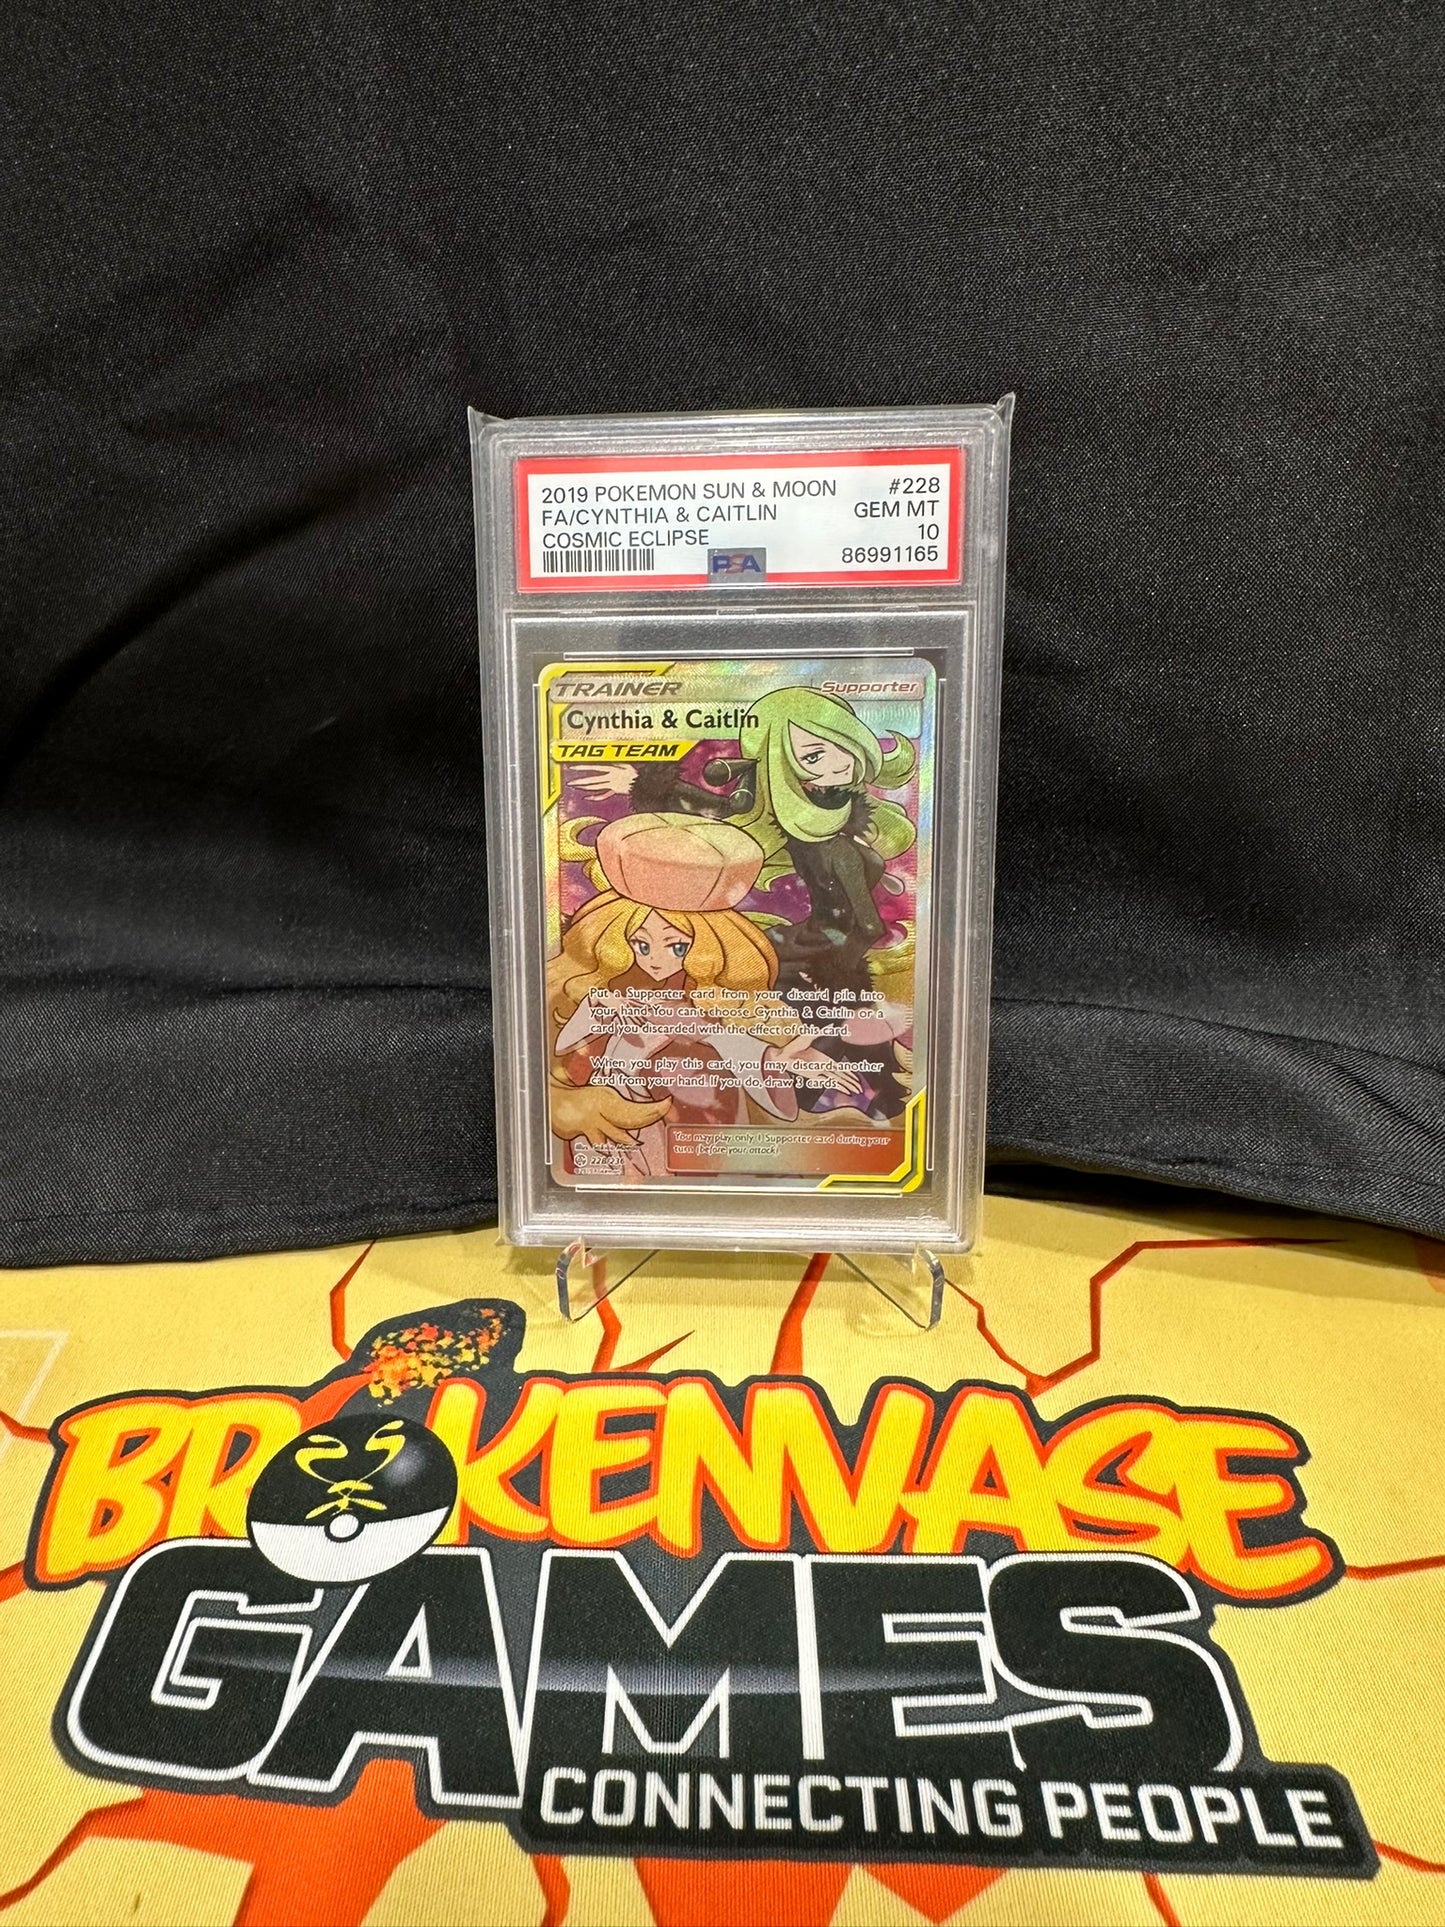 2019 POKEMON SUN & MOON #228
FA/CYNTHIA & CAITLIN GEM MT
COSMIC ECLIPSE 10
PSA 86991165
TRAINER Supporter
Cynthia & Caitlin
TAG TEAM
Put a Supporter card from your discard pile into
your hand. You can't choose Cynthia & Caitlin or a
card you discarded with the effect of this card.
When you play this card, you may discard another
card from your hand. If you do, draw 3 cards.
You may play only 1 Supporter card during your
turn (before your attack).
228/236
BROKENVASE
GAMES
CONNECTING PEOPLE